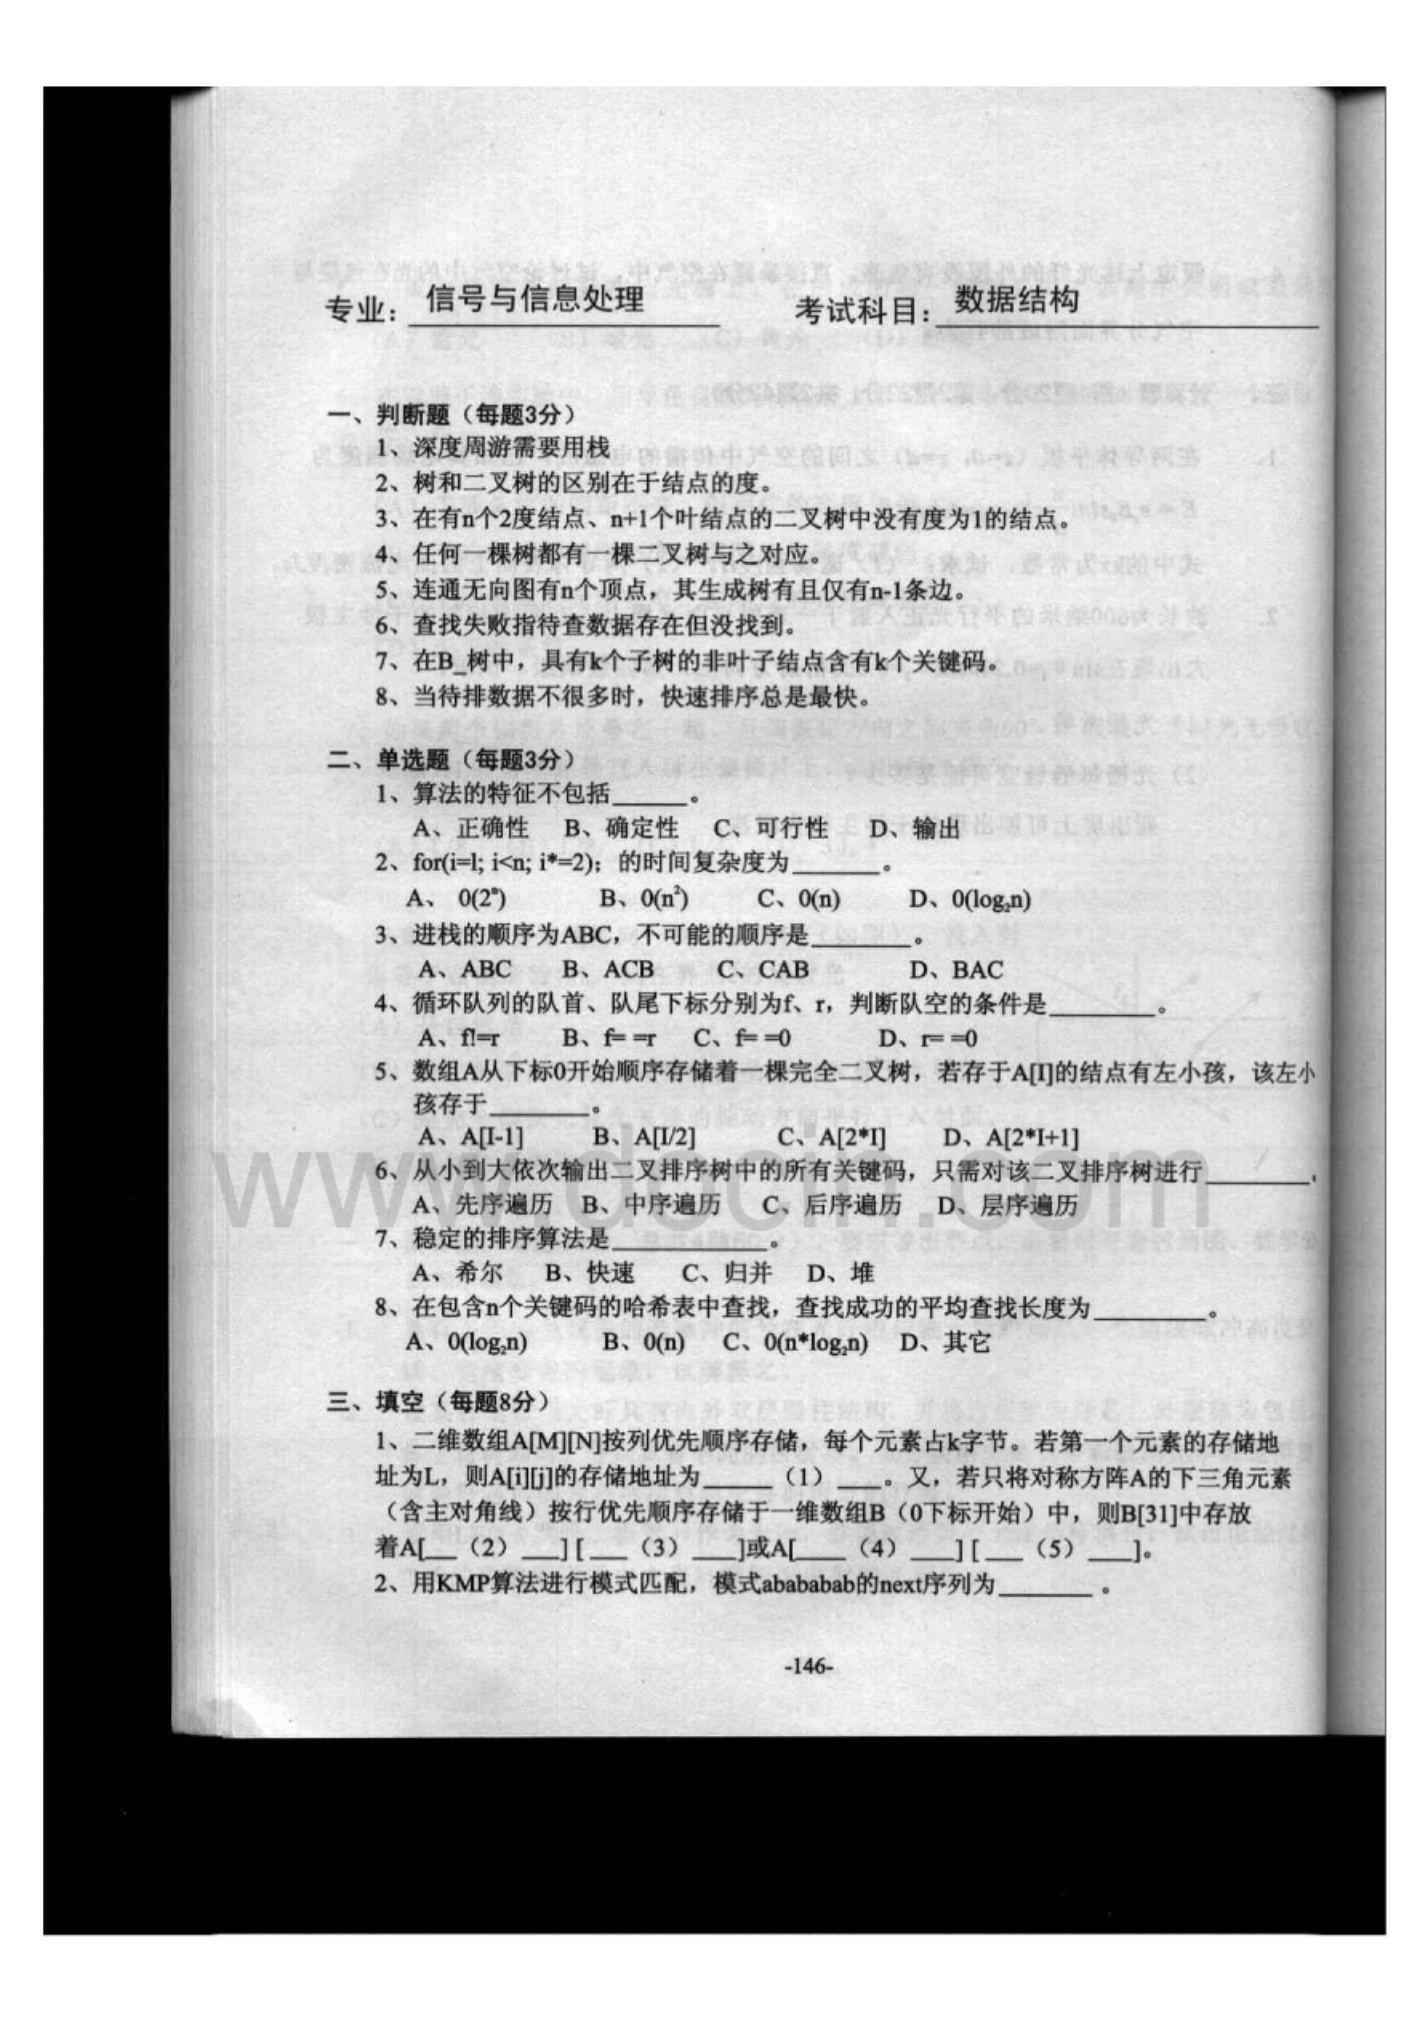 专业: 信号与信息处理 考试科目: 数据结构
一、判断题（每题3分）
1、深度周游需要用栈
2、树和二叉树的区别在于结点的度。
3、在有n个2度结点、n+1个叶结点的二叉树中没有度为1的结点。
4、任何一棵树都有一棵二叉树与之对应。
5、连通无向图有n个顶点，其生成树有且仅有n-1条边。
6、查找失败指待查数据存在但没找到。
7、在B_树中，具有k个子树的非叶子结点含有k个关键码。
8、当待排数据不很多时，快速排序总是最快。
二、单选题（每题3分）
1、算法的特征不包括______。
A、正确性 B、确定性 C、可行性 D、输出
2、for(i=l; i<n; i*=2)；的时间复杂度为_______。
A、 0(2ⁿ) B、0(n²) C、0(n) D、0(log₂n)
3、进栈的顺序为ABC，不可能的顺序是________。
A、ABC B、ACB C、CAB D、BAC
4、循环队列的队首、队尾下标分别为f、r，判断队空的条件是________。
A、f!=r B、f= =r C、f= =0 D、r= =0
5、数组A从下标0开始顺序存储着一棵完全二叉树，若存于A[I]的结点有左小孩，该左小
孩存于________。
A、A[I-1] B、A[I/2] C、A[2*I] D、A[2*I+1]
www.docin.com
6、从小到大依次输出二叉排序树中的所有关键码，只需对该二叉排序树进行________。
A、先序遍历 B、中序遍历 C、后序遍历 D、层序遍历
7、稳定的排序算法是____________。
A、希尔 B、快速 C、归并 D、堆
8、在包含n个关键码的哈希表中查找，查找成功的平均查找长度为_________。
A、0(log₂n) B、0(n) C、0(n*log₂n) D、其它
三、填空（每题8分）
1、二维数组A[M][N]按列优先顺序存储，每个元素占k字节。若第一个元素的存储地
址为L，则A[i][j]的存储地址为_____（1）___。又，若只将对称方阵A的下三角元素
（含主对角线）按行优先顺序存储于一维数组B（0下标开始）中，则B[31]中存放
着A[__（2）__] [ __（3）__]或A[___（4）__] [ __（5）__]。
2、用KMP算法进行模式匹配，模式abababab的next序列为_______。
-146-